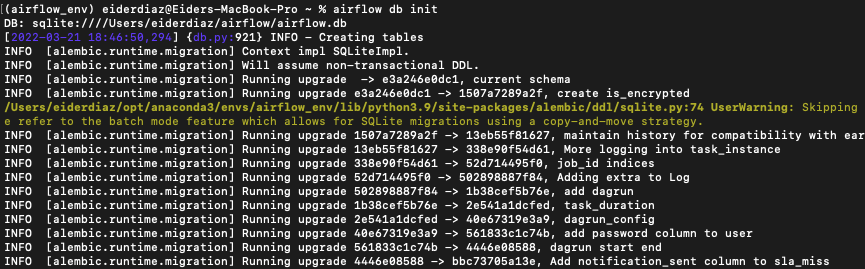 (airflow_env) eiderdiaz@Eiders-MacBook-Pro ~ % airflow db init
DB: sqlite:////Users/eiderdiaz/airflow/airflow.db
[2022-03-21 18:46:50,294] {db.py:921} INFO - Creating tables
INFO  [alembic.runtime.migration] Context impl SQLiteImpl.
INFO  [alembic.runtime.migration] Will assume non-transactional DDL.
INFO  [alembic.runtime.migration] Running upgrade  -> e3a246e0dc1, current schema
INFO  [alembic.runtime.migration] Running upgrade e3a246e0dc1 -> 1507a7289a2f, create is_encrypted
/Users/eiderdiaz/opt/anaconda3/envs/airflow_env/lib/python3.9/site-packages/alembic/ddl/sqlite.py:74 UserWarning: Skipping
e refer to the batch mode feature which allows for SQLite migrations using a copy-and-move strategy.
INFO  [alembic.runtime.migration] Running upgrade 1507a7289a2f -> 13eb55f81627, maintain history for compatibility with ear
INFO  [alembic.runtime.migration] Running upgrade 13eb55f81627 -> 338e90f54d61, More logging into task_instance
INFO  [alembic.runtime.migration] Running upgrade 338e90f54d61 -> 52d714495f0, job_id indices
INFO  [alembic.runtime.migration] Running upgrade 52d714495f0 -> 502898887f84, Adding extra to Log
INFO  [alembic.runtime.migration] Running upgrade 502898887f84 -> 1b38cef5b76e, add dagrun
INFO  [alembic.runtime.migration] Running upgrade 1b38cef5b76e -> 2e541a1dcfed, task_duration
INFO  [alembic.runtime.migration] Running upgrade 2e541a1dcfed -> 40e67319e3a9, dagrun_config
INFO  [alembic.runtime.migration] Running upgrade 40e67319e3a9 -> 561833c1c74b, add password column to user
INFO  [alembic.runtime.migration] Running upgrade 561833c1c74b -> 4446e08588, dagrun start end
INFO  [alembic.runtime.migration] Running upgrade 4446e08588 -> bbc73705a13e, Add notification_sent column to sla_miss